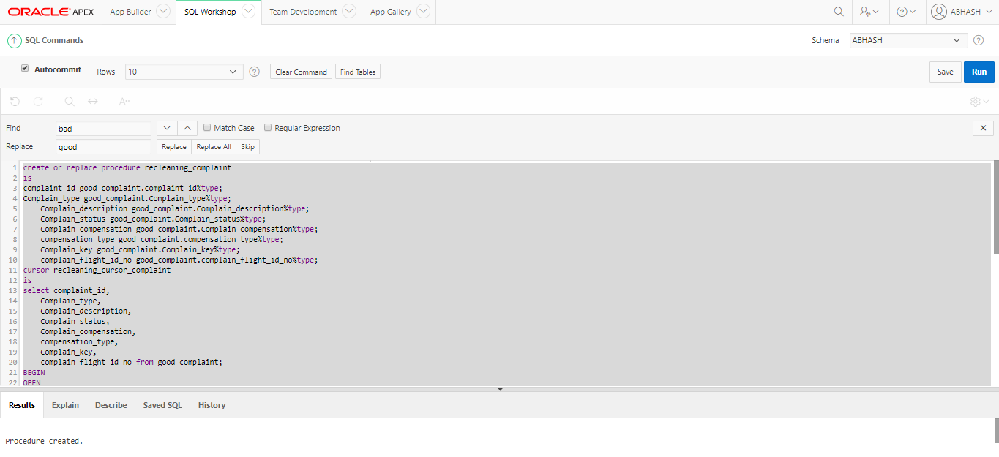 ORACLE APEX App Builder SQL Workshop Team Development App Gallery ABHASH
SQL Commands Schema ABHASH
Autocommit Rows 10 Clear Command Find Tables Save Run
Find bad Match Case Regular Expression
Replace good Replace Replace All Skip
1 create or replace procedure recleaning_complaint
2 is
3 complaint_id good_complaint.complaint_id%type;
4 Complain_type good_complaint.Complain_type%type;
5 Complain_description good_complaint.Complain_description%type;
6 Complain_status good_complaint.Complain_status%type;
7 Complain_compensation good_complaint.Complain_compensation%type;
8 compensation_type good_complaint.compensation_type%type;
9 Complain_key good_complaint.Complain_key%type;
10 complain_flight_id_no good_complaint.complain_flight_id_no%type;
11 cursor recleaning_cursor_complaint
12 is
13 select complaint_id,
14 Complain_type,
15 Complain_description,
16 Complain_status,
17 Complain_compensation,
18 compensation_type,
19 Complain_key,
20 complain_flight_id_no from good_complaint;
21 BEGIN
22 OPEN
Results Explain Describe Saved SQL History
Procedure created.